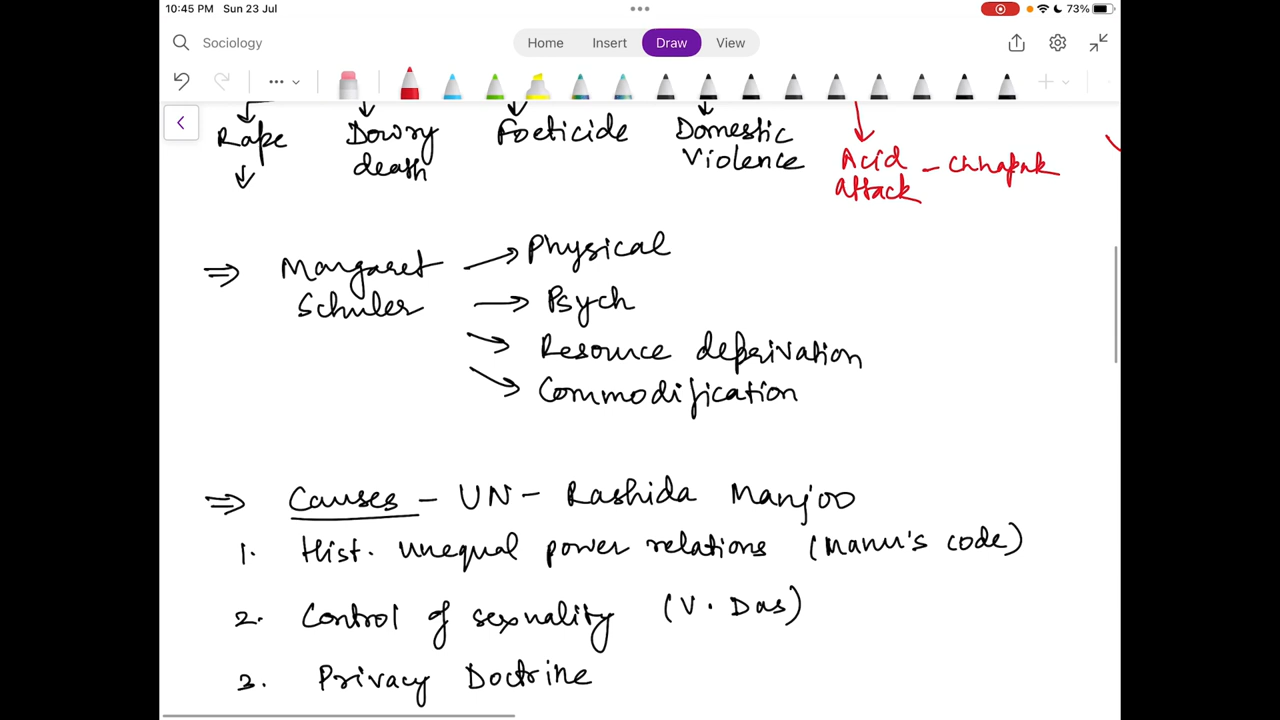 10:45 PM Sun 23 Jul
73%
Sociology
Home Insert Draw View
Rape Dowry death Foeticide Domestic Violence Acid attack - Chhapak
⇒ Margaret Schuler → Physical
→ Psych
→ Resource deprivation
→ Commodification
⇒ Causes - UN - Rashida Manjoo
1. Hist. unequal power relations (Manu's code)
2. Control of sexuality (V. Das)
3. Privacy Doctrine